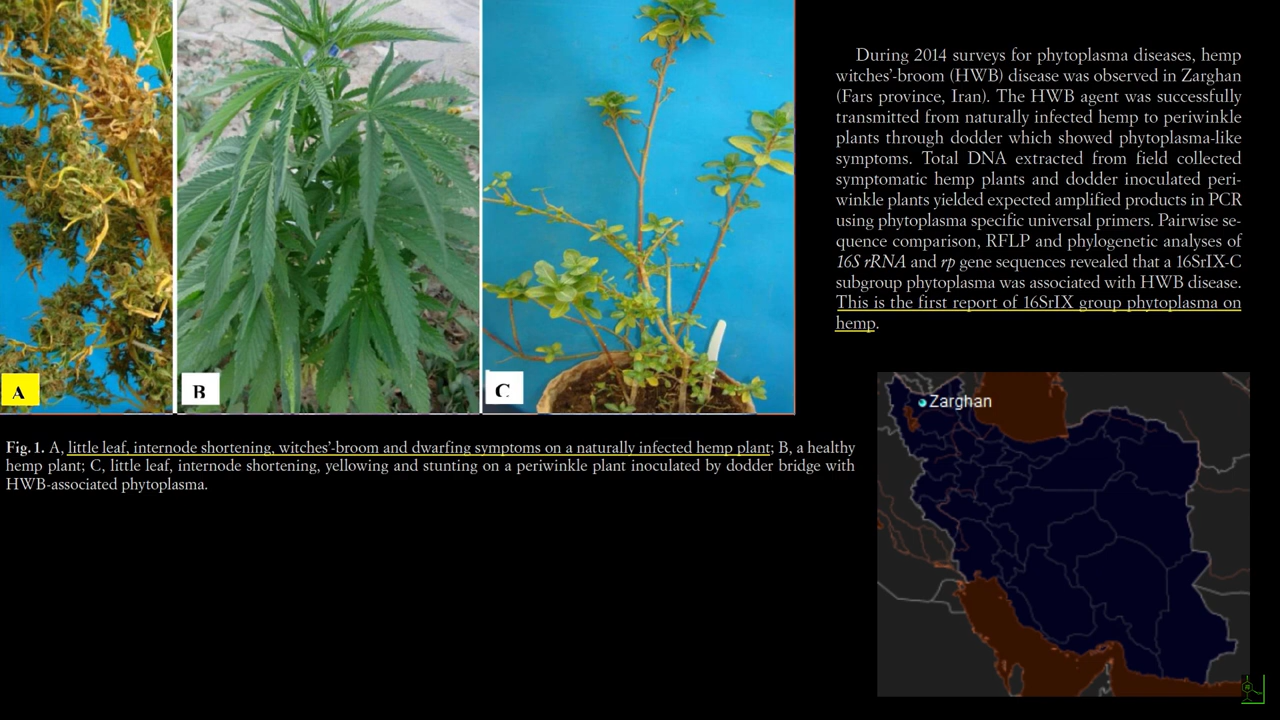 During 2014 surveys for phytoplasma diseases, hemp
witches'-broom (HWB) disease was observed in Zarghan
(Fars province, Iran). The HWB agent was successfully
transmitted from naturally infected hemp to periwinkle
plants through dodder which showed phytoplasma-like
symptoms. Total DNA extracted from field collected
symptomatic hemp plants and dodder inoculated peri-
winkle plants yielded expected amplified products in PCR
using phytoplasma specific universal primers. Pairwise se-
quence comparison, RFLP and phylogenetic analyses of
16S rRNA and rp gene sequences revealed that a 16SrIX-C
subgroup phytoplasma was associated with HWB disease.
This is the first report of 16SrIX group phytoplasma on
hemp.
A
B
C
Fig. 1. A, little leaf, internode shortening, witches'-broom and dwarfing symptoms on a naturally infected hemp plant; B, a healthy
hemp plant; C, little leaf, internode shortening, yellowing and stunting on a periwinkle plant inoculated by dodder bridge with
HWB-associated phytoplasma.
Zarghan